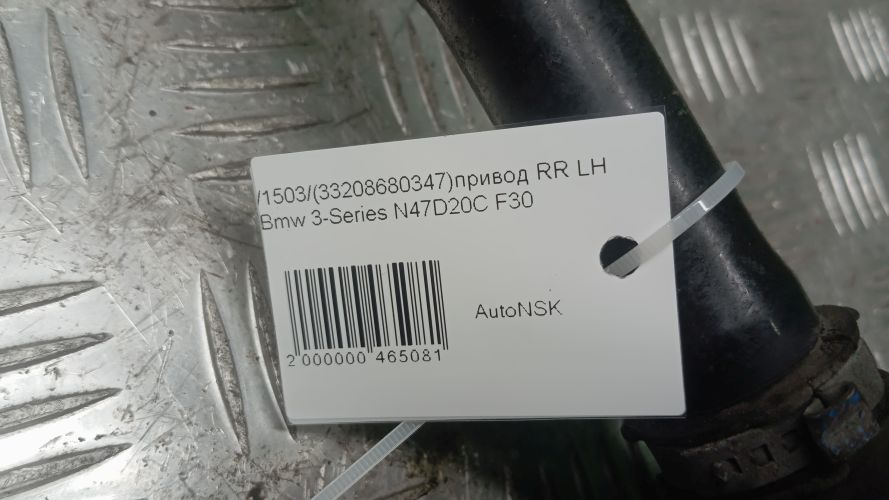 /1503/(33208680347)привод RR LH
Bmw 3-Series N47D20C F30
AutoNSK
2 000000 465081